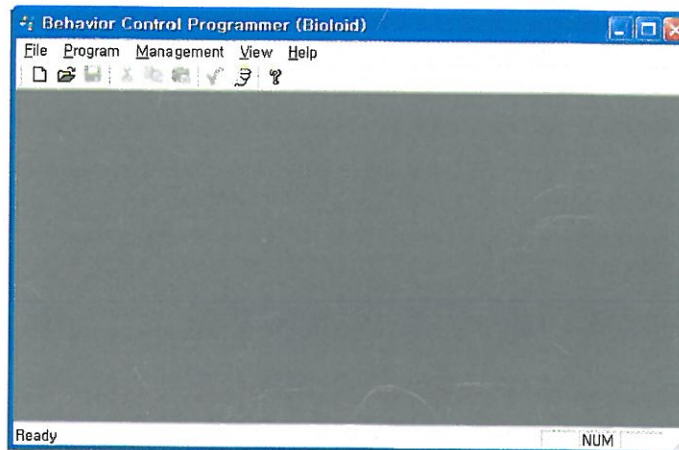 Behavior Control Programmer (Bioloid)
File Program Management View Help
Ready NUM